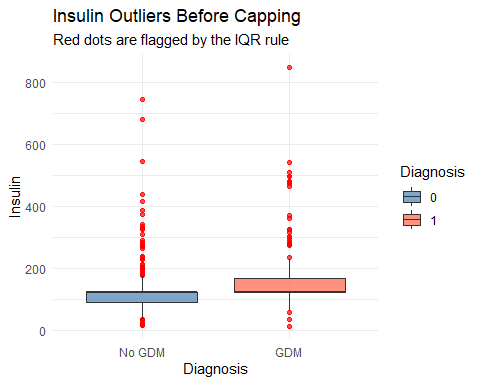 Insulin Outliers Before Capping
Red dots are flagged by the IQR rule
800
600
400
200
0
Insulin
No GDM
GDM
Diagnosis
Diagnosis
0
1